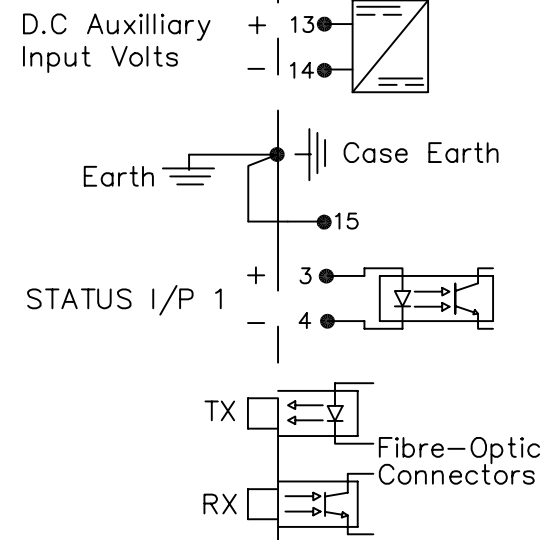 D.C Auxilliary + 13
Input Volts - 14
Case Earth
Earth
15
+ 3
STATUS I/P 1
- 4
TX
Fibre-Optic
Connectors
RX